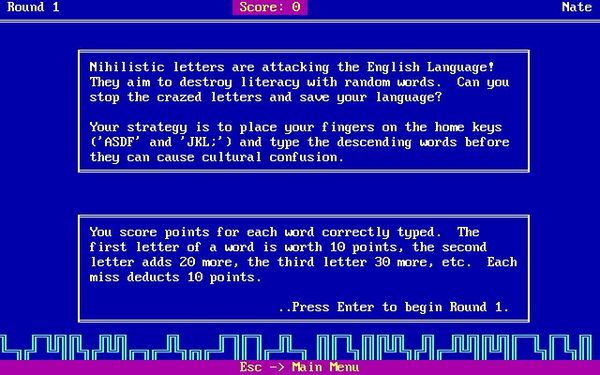 Round 1 Score: 0 Nate
Nihilistic letters are attacking the English Language!
They aim to destroy literacy with random words. Can you
stop the crazed letters and save your language?
Your strategy is to place your fingers on the home keys
('ASDF' and 'JKL;') and type the descending words before
they can cause cultural confusion.
You score points for each word correctly typed. The
first letter of a word is worth 10 points, the second
letter adds 20 more, the third letter 30 more, etc. Each
miss deducts 10 points.
..Press Enter to begin Round 1.
Esc -> Main Menu